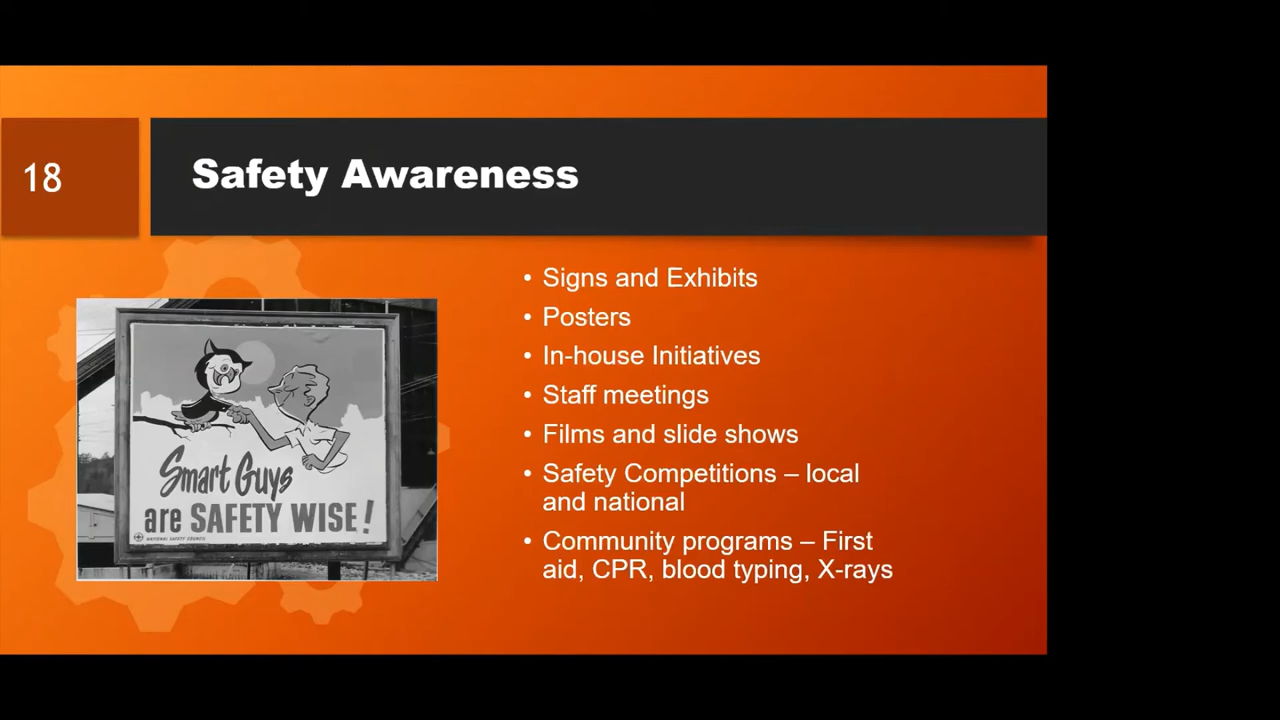 18
Safety Awareness
Smart Guys
are SAFETY WISE!
NATIONAL SAFETY COUNCIL
• Signs and Exhibits
• Posters
• In-house Initiatives
• Staff meetings
• Films and slide shows
• Safety Competitions – local
and national
• Community programs – First
aid, CPR, blood typing, X-rays